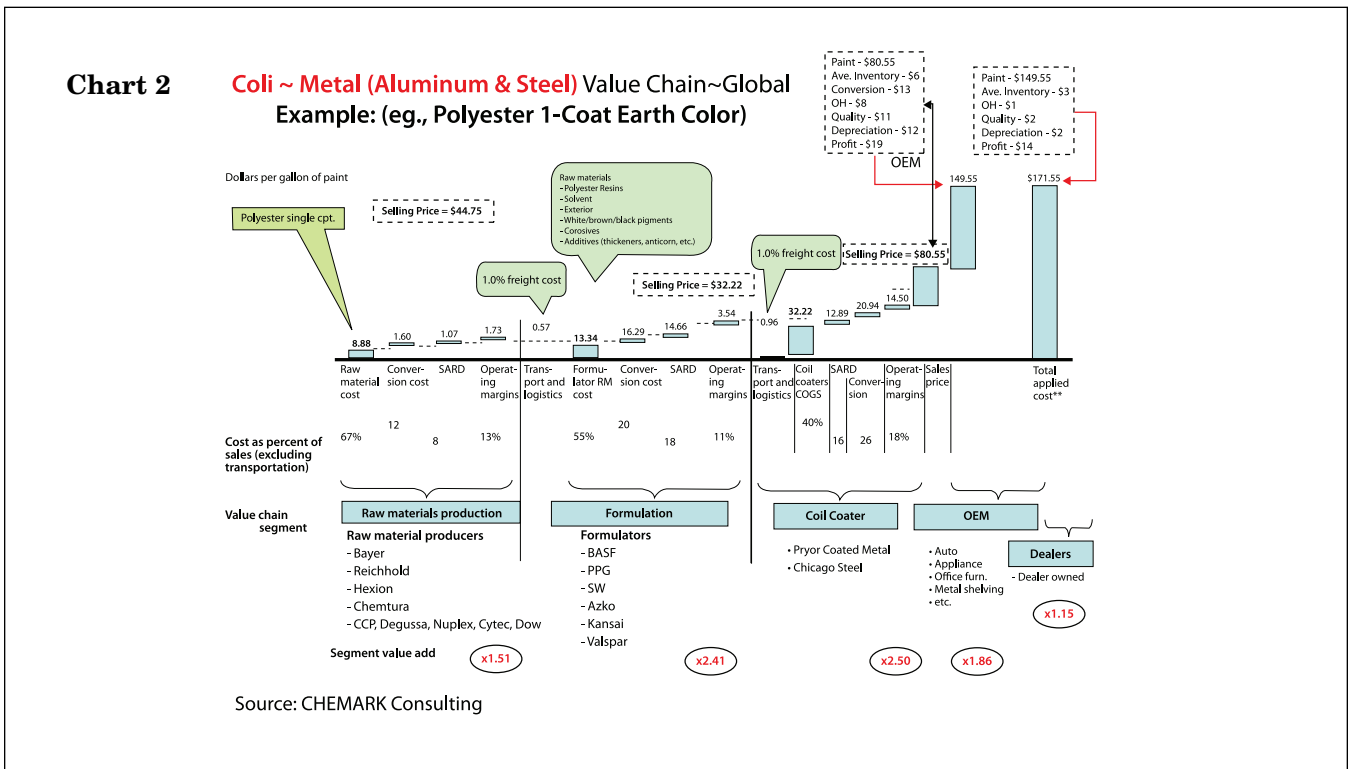 Chart 2
Coli ~ Metal (Aluminum & Steel) Value Chain~Global
Example: (eg., Polyester 1-Coat Earth Color)
Paint - $80.55
Ave. Inventory - $6
Conversion - $13
OH - $8
Quality - $11
Depreciation - $12
Profit - $19
OEM
Paint - $149.55
Ave. Inventory - $3
OH - $1
Quality - $2
Depreciation - $2
Profit - $14
Dollars per gallon of paint
Polyester single cpt.
Selling Price = $44.75
1.0% freight cost
Raw materials
- Polyester Resins
- Solvent
- Exterior
- White/brown/black pigments
- Corosives
- Additives (thickeners, anticorn, etc.)
Selling Price = $32.22
1.0% freight cost
Selling Price = $80.55
149.55
$171.55
8.88
1.60
1.07
1.73
0.57
13.34
16.29
14.66
3.54
0.96
32.22
12.89
20.94
14.50
Raw material cost
Conver-sion cost
SARD
Operat-ing margins
Transport and logistics
Formu-lator RM cost
Conversion cost
SARD
Operat-ing margins
Transport and logistics
Coil coaters COGS
SARD
Conversion
Operating margins
Sales price
Total applied cost**
Cost as percent of
sales (excluding
transportation)
67%
12
8
13%
55%
20
18
11%
40%
16
26
18%
Value chain
segment
Raw materials production
Formulation
Coil Coater
OEM
Dealers
Raw material producers
- Bayer
- Reichhold
- Hexion
- Chemtura
- CCP, Degussa, Nuplex, Cytec, Dow
Formulators
- BASF
- PPG
- SW
- Azko
- Kansai
- Valspar
• Pryor Coated Metal
• Chicago Steel
• Auto
• Appliance
• Office furn.
• Metal shelving
• etc.
- Dealer owned
Segment value add
x1.51
x2.41
x2.50
x1.86
x1.15
Source: CHEMARK Consulting